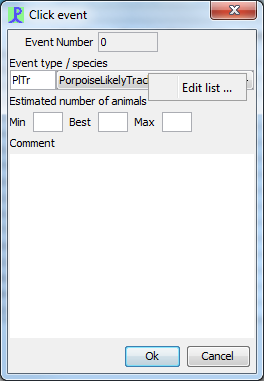 Click event
Event Number 0
Event type / species
PlTr PorpoiseLikelyTrac
Edit list ...
Estimated number of animals
Min Best Max
Comment
Ok Cancel